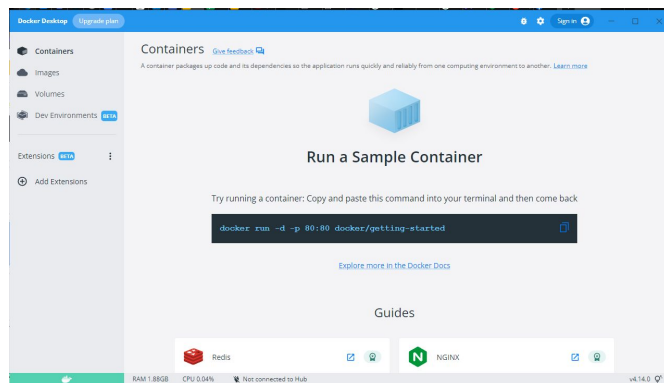 Docker Desktop Upgrade plan Sign in
Containers
Images
Volumes
Dev Environments BETA
Extensions BETA
Add Extensions
Containers Give feedback
A container packages up code and its dependencies so the application runs quickly and reliably from one computing environment to another. Learn more
Run a Sample Container
Try running a container: Copy and paste this command into your terminal and then come back
docker run -d -p 80:80 docker/getting-started
Explore more in the Docker Docs
Guides
Redis
NGINX
RAM 1.88GB CPU 0.04% Not connected to Hub v4.14.0